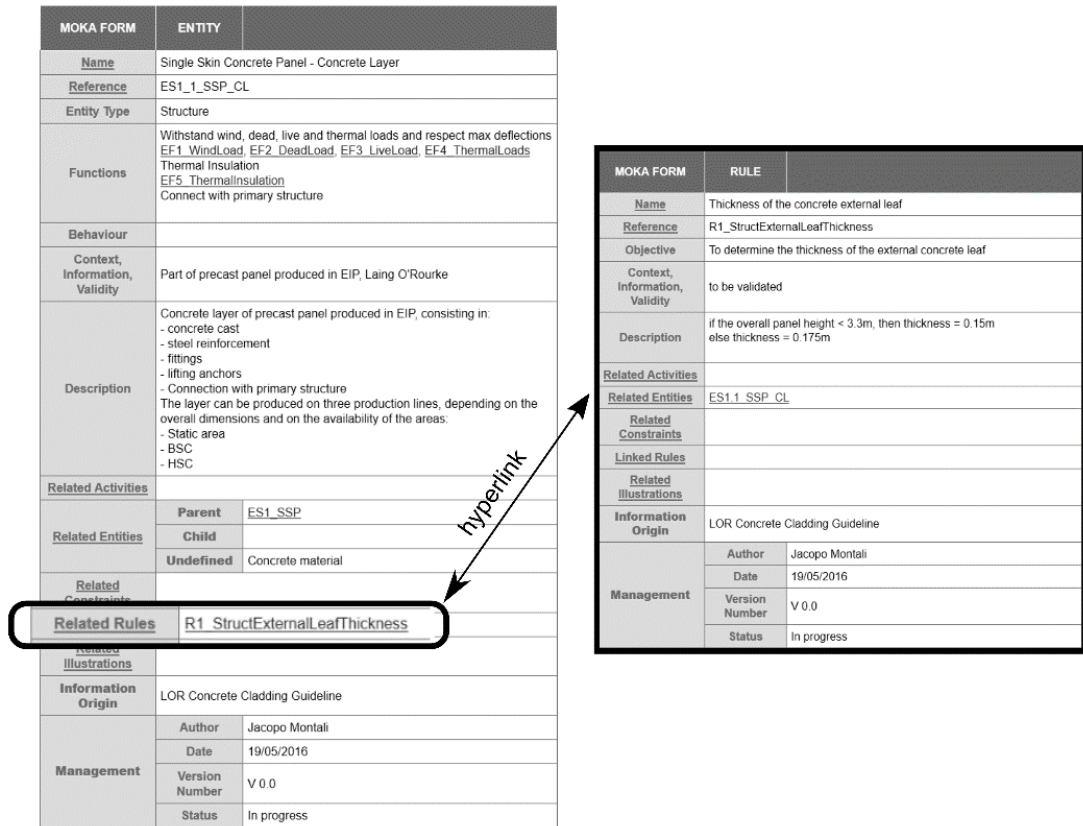 MOKA FORM ENTITY
Name Single Skin Concrete Panel - Concrete Layer
Reference ES1_1_SSP_CL
Entity Type Structure
Functions
Withstand wind, dead, live and thermal loads and respect max deflections
EF1_WindLoad, EF2_DeadLoad, EF3_LiveLoad, EF4_ThermalLoads
Thermal Insulation
EF5_ThermalInsulation
Connect with primary structure
Behaviour
Context,
Information,
Validity
Part of precast panel produced in EIP, Laing O'Rourke
Description
Concrete layer of precast panel produced in EIP, consisting in:
- concrete cast
- steel reinforcement
- fittings
- lifting anchors
- Connection with primary structure
The layer can be produced on three production lines, depending on the
overall dimensions and on the availability of the areas:
- Static area
- BSC
- HSC
Related Activities
Related Entities
Parent ES1_SSP
Child
Undefined Concrete material
Related
Constraints
Related Rules R1_StructExternalLeafThickness
Related
Illustrations
Information
Origin
LOR Concrete Cladding Guideline
Management
Author Jacopo Montali
Date 19/05/2016
Version
Number
V 0.0
Status In progress
hyperlink
MOKA FORM RULE
Name Thickness of the concrete external leaf
Reference R1_StructExternalLeafThickness
Objective To determine the thickness of the external concrete leaf
Context,
Information,
Validity
to be validated
Description
if the overall panel height < 3.3m, then thickness = 0.15m
else thickness = 0.175m
Related Activities
Related Entities ES1.1_SSP_CL
Related
Constraints
Linked Rules
Related
Illustrations
Information
Origin
LOR Concrete Cladding Guideline
Management
Author Jacopo Montali
Date 19/05/2016
Version
Number
V 0.0
Status In progress